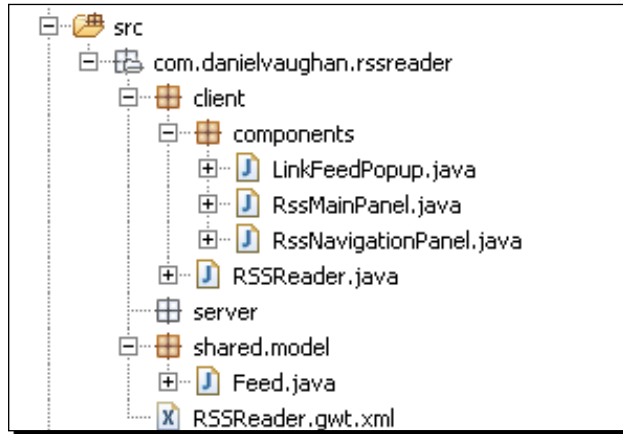 src
com.danielvaughan.rssreader
client
components
LinkFeedPopup.java
RssMainPanel.java
RssNavigationPanel.java
RSSReader.java
server
shared.model
Feed.java
RSSReader.gwt.xml